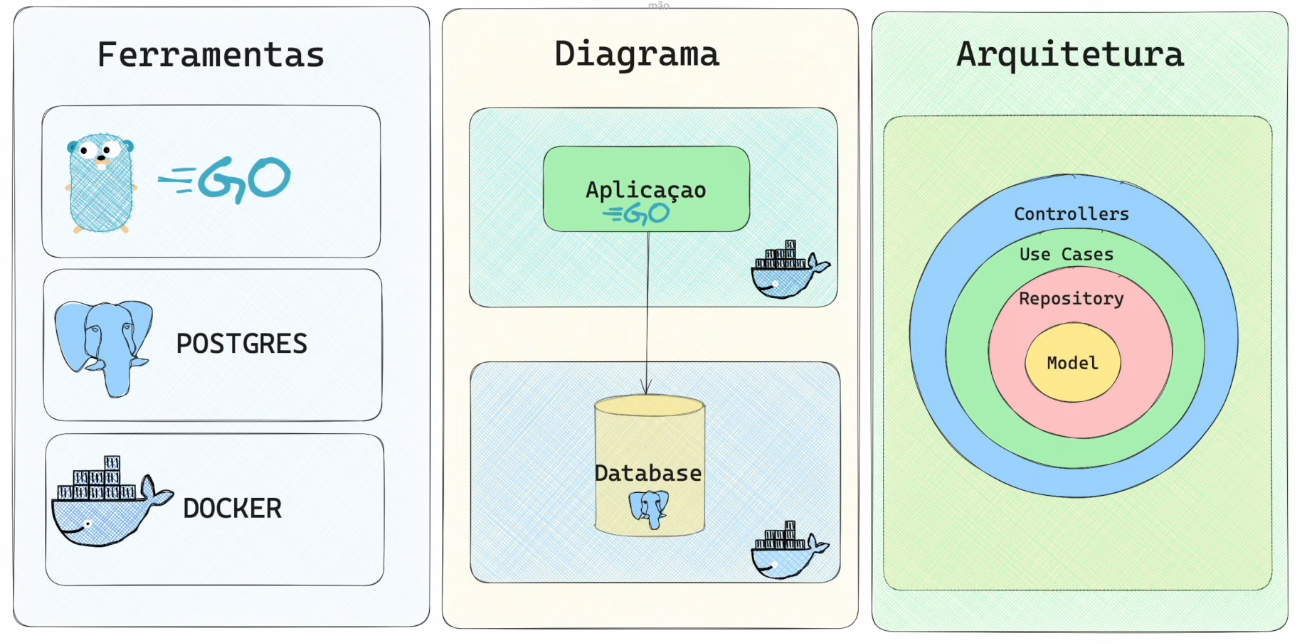 mão
Ferramentas
GO
POSTGRES
DOCKER
Diagrama
Aplicaçao
GO
Database
Arquitetura
Controllers
Use Cases
Repository
Model